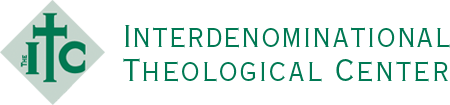 THE
ITC
INTERDENOMINATIONAL
THEOLOGICAL CENTER